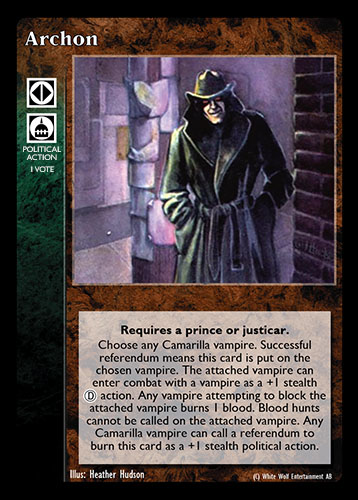 Archon
POLITICAL
ACTION
1 VOTE
Requires a prince or justicar.
Choose any Camarilla vampire. Successful
referendum means this card is put on the
chosen vampire. The attached vampire can
enter combat with a vampire as a +1 stealth
Ⓓ action. Any vampire attempting to block the
attached vampire burns 1 blood. Blood hunts
cannot be called on the attached vampire. Any
Camarilla vampire can call a referendum to
burn this card as a +1 stealth political action.
Illus: Heather Hudson
(C) White Wolf Entertainment AB